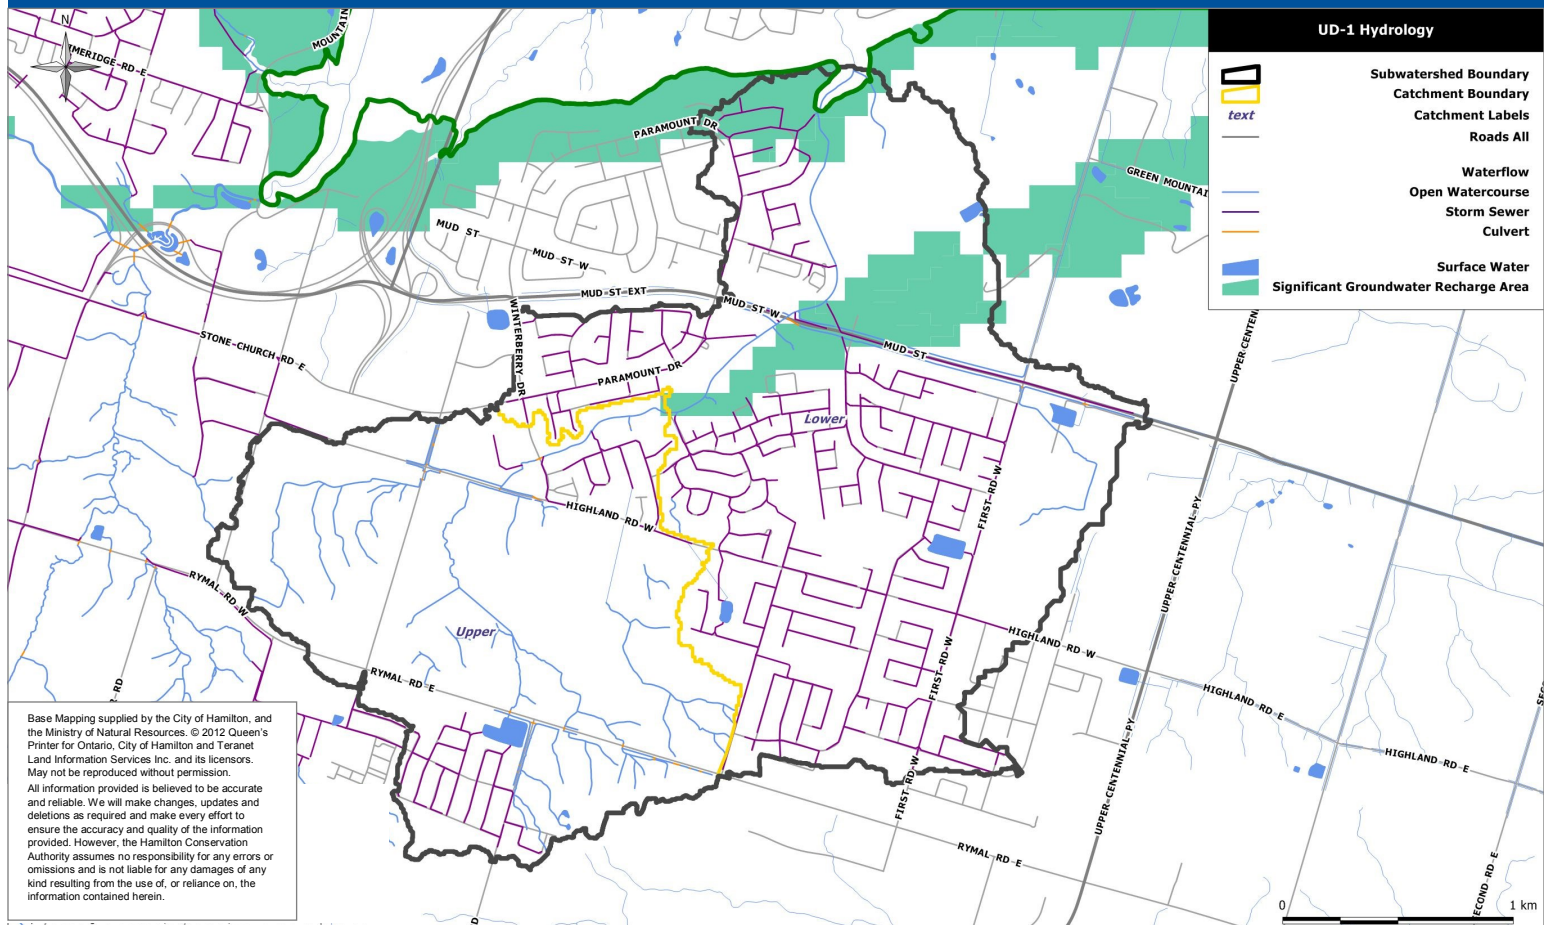 UD-1 Hydrology
Subwatershed Boundary
Catchment Boundary
text
Catchment Labels
Roads All
Waterflow
Open Watercourse
Storm Sewer
Culvert
Surface Water
Significant Groundwater Recharge Area
N
MOUNTAIN
MERIDGE RD E
PARAMOUNT DR
GREEN MOUNTAI
MUD ST
MUD ST W
MUD ST EXT
MUD ST W
WINTERBERRY DR
STONE CHURCH RD E
MUD ST
UPPER CENTEN
PARAMOUNT DR
Lower
FIRST RD W
HIGHLAND RD W
UPPER CENTENNIAL PY
RYMAL RD W
Upper
HIGHLAND RD W
FIRST RD W
RYMAL RD E
HIGHLAND RD E
R RD
SEC
UPPER CENTENNIAL PY
HIGHLAND RD E
FIRST RD W
RYMAL RD E
ECOND RD E
D
Base Mapping supplied by the City of Hamilton, and
the Ministry of Natural Resources. © 2012 Queen's
Printer for Ontario, City of Hamilton and Teranet
Land Information Services Inc. and its licensors.
May not be reproduced without permission.
All information provided is believed to be accurate
and reliable. We will make changes, updates and
deletions as required and make every effort to
ensure the accuracy and quality of the information
provided. However, the Hamilton Conservation
Authority assumes no responsibility for any errors or
omissions and is not liable for any damages of any
kind resulting from the use of, or reliance on, the
information contained herein.
0
1 km